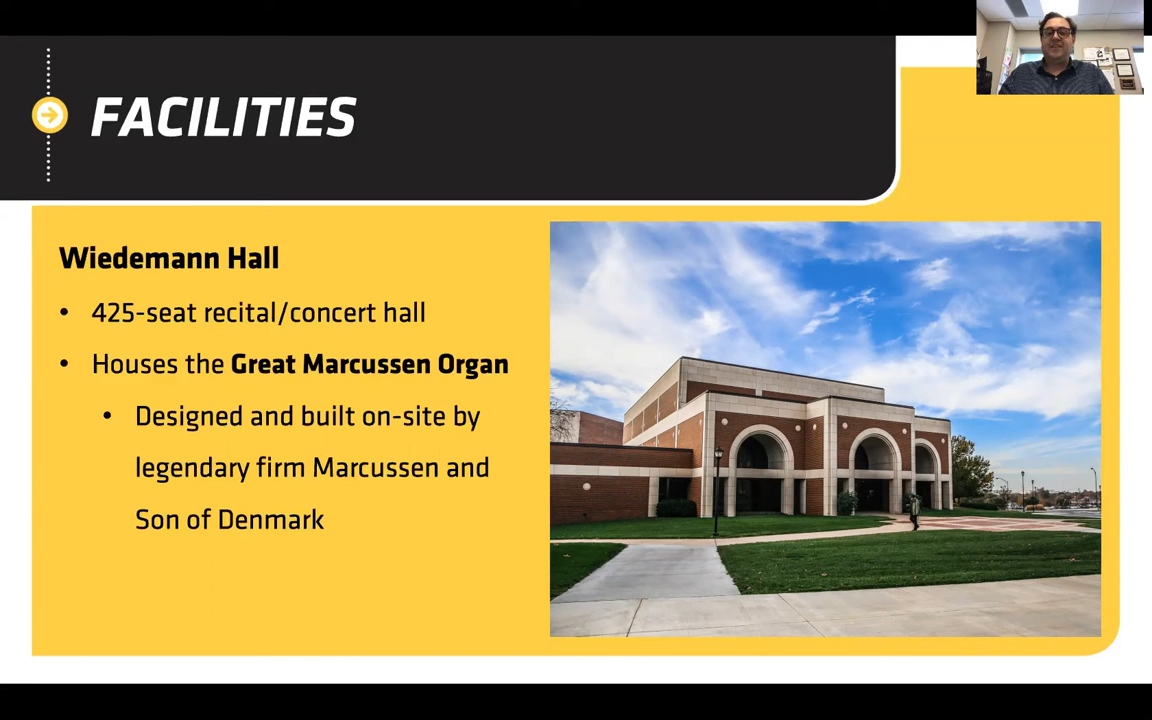 FACILITIES
Wiedemann Hall
• 425-seat recital/concert hall
• Houses the Great Marcussen Organ
• Designed and built on-site by
legendary firm Marcussen and
Son of Denmark